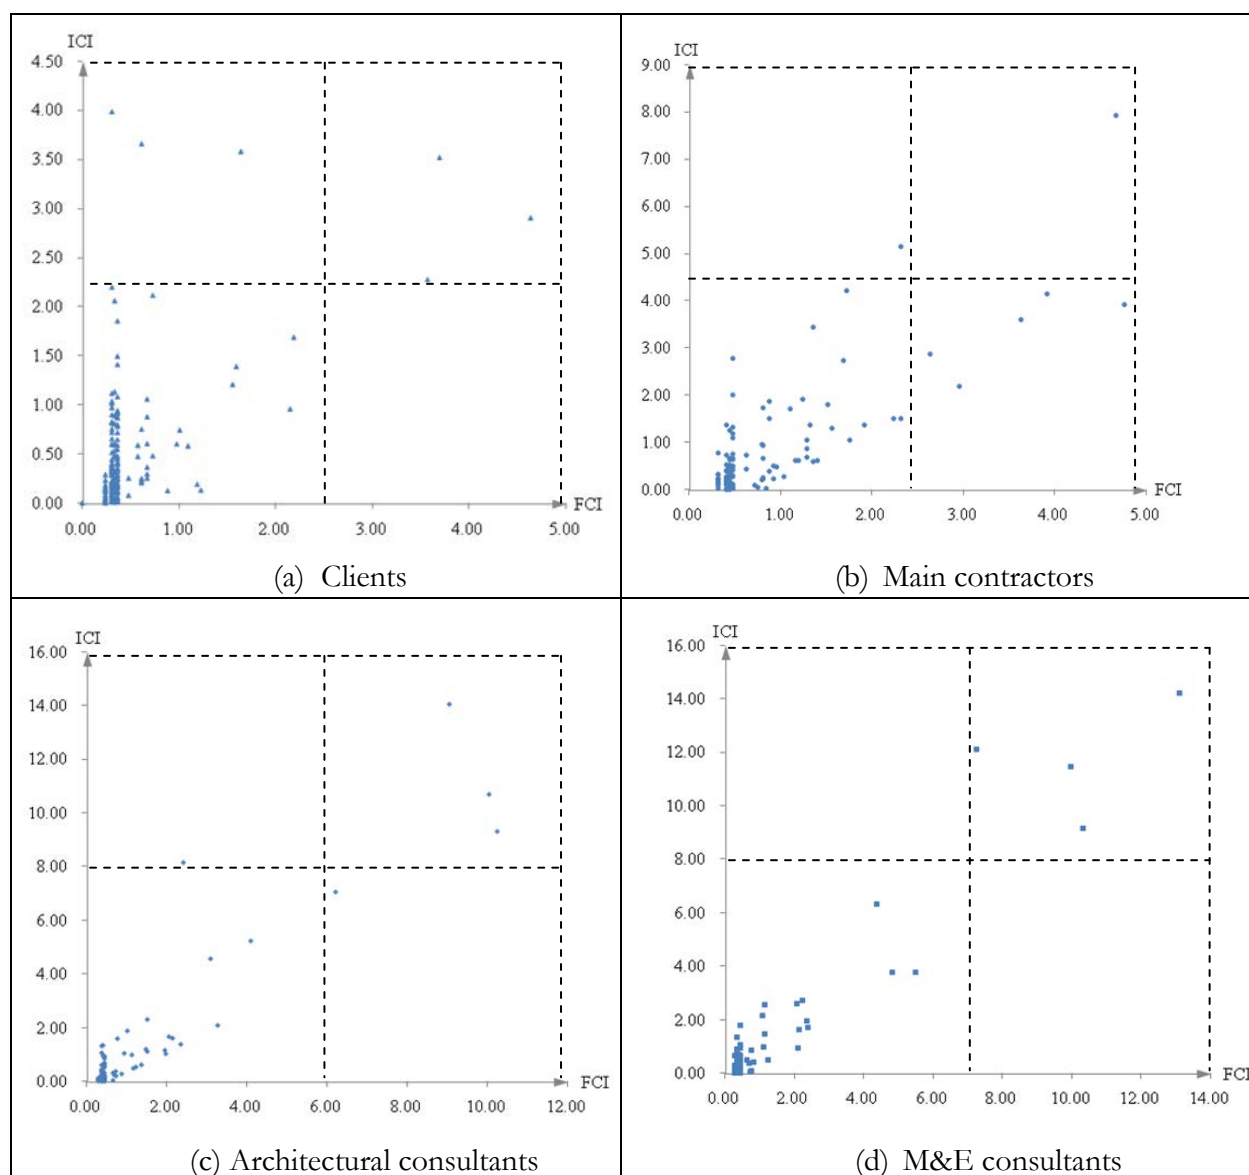 ICI
4.50
4.00
3.50
3.00
2.50
2.00
1.50
1.00
0.50
0.00
FCI
0.00 1.00 2.00 3.00 4.00 5.00
(a) Clients
ICI
9.00
8.00
7.00
6.00
5.00
4.00
3.00
2.00
1.00
0.00
FCI
0.00 1.00 2.00 3.00 4.00 5.00
(b) Main contractors
ICI
16.00
14.00
12.00
10.00
8.00
6.00
4.00
2.00
0.00
FCI
0.00 2.00 4.00 6.00 8.00 10.00 12.00
(c) Architectural consultants
ICI
16.00
14.00
12.00
10.00
8.00
6.00
4.00
2.00
0.00
FCI
0.00 2.00 4.00 6.00 8.00 10.00 12.00 14.00
(d) M&E consultants